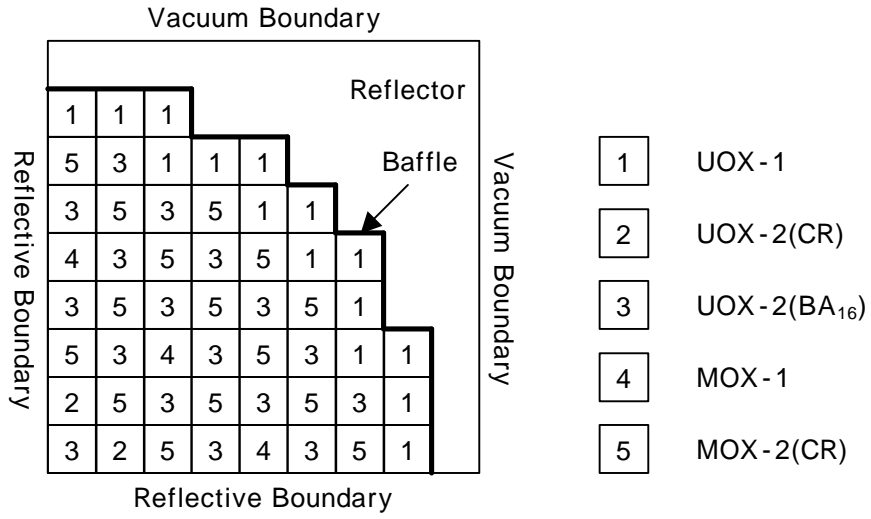 Vacuum Boundary
Reflector
Baffle
Reflective Boundary
Vacuum Boundary
1 1 1
5 3 1 1 1
3 5 3 5 1 1
4 3 5 3 5 1 1
3 5 3 5 3 5 1
5 3 4 3 5 3 1 1
2 5 3 5 3 5 3 1
3 2 5 3 4 3 5 1
Reflective Boundary
1 UOX-1
2 UOX-2(CR)
3 UOX-2(BA₁₆)
4 MOX-1
5 MOX-2(CR)